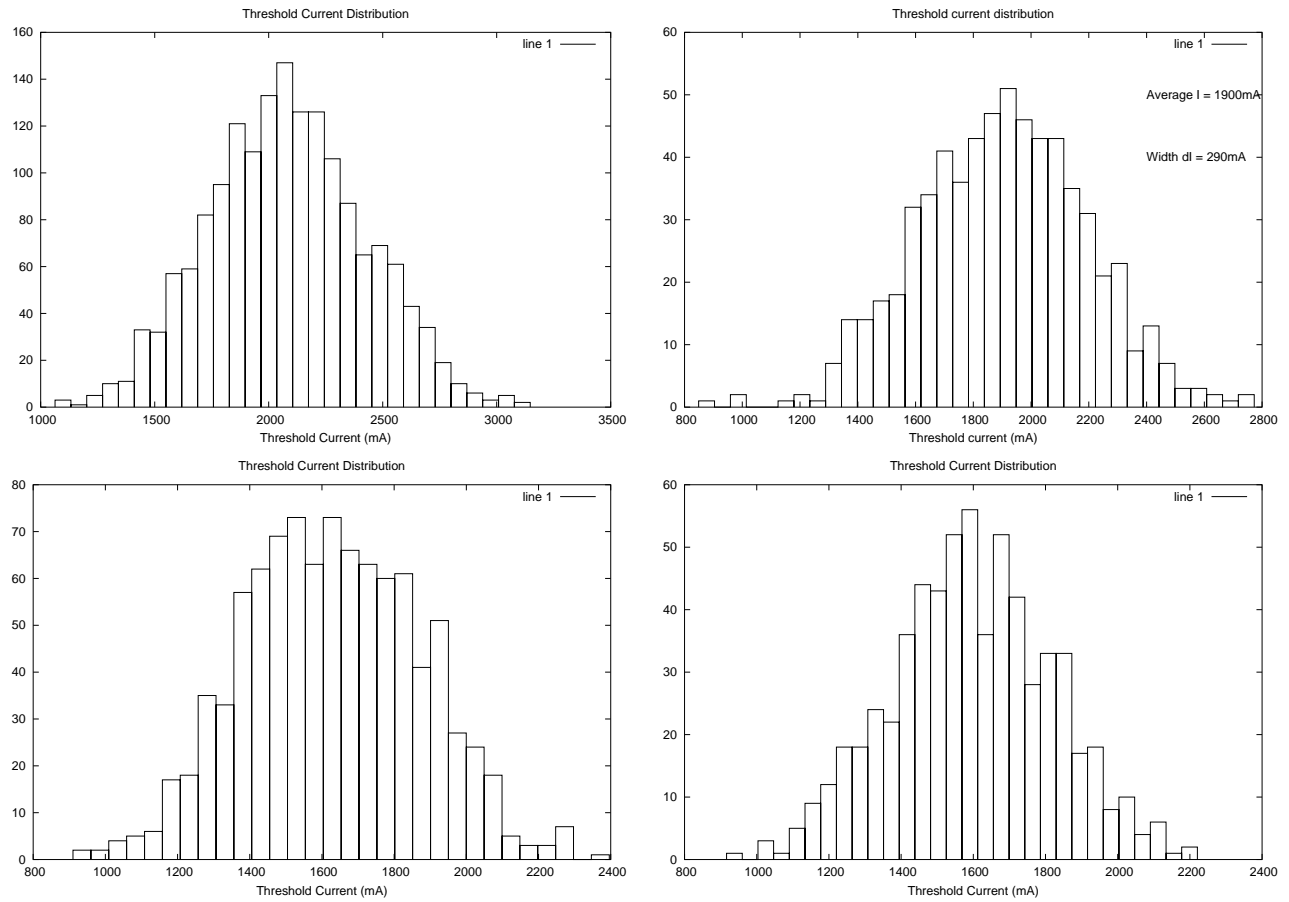 Threshold Current Distribution
line 1
160
140
120
100
80
60
40
20
0
1000 1500 2000 2500 3000 3500
Threshold Current (mA)
Threshold current distribution
line 1
Average I = 1900mA
Width dI = 290mA
60
50
40
30
20
10
0
1000 1200 1400 1600 1800 2000 2200 2400 2600 2800
Threshold current (mA)
Threshold Current Distribution
line 1
80
70
60
50
40
30
20
10
0
800 1000 1200 1400 1600 1800 2000 2200 2400
Threshold Current (mA)
Threshold Current Distribution
line 1
60
50
40
30
20
10
0
800 1000 1200 1400 1600 1800 2000 2200 2400
Threshold Current (mA)